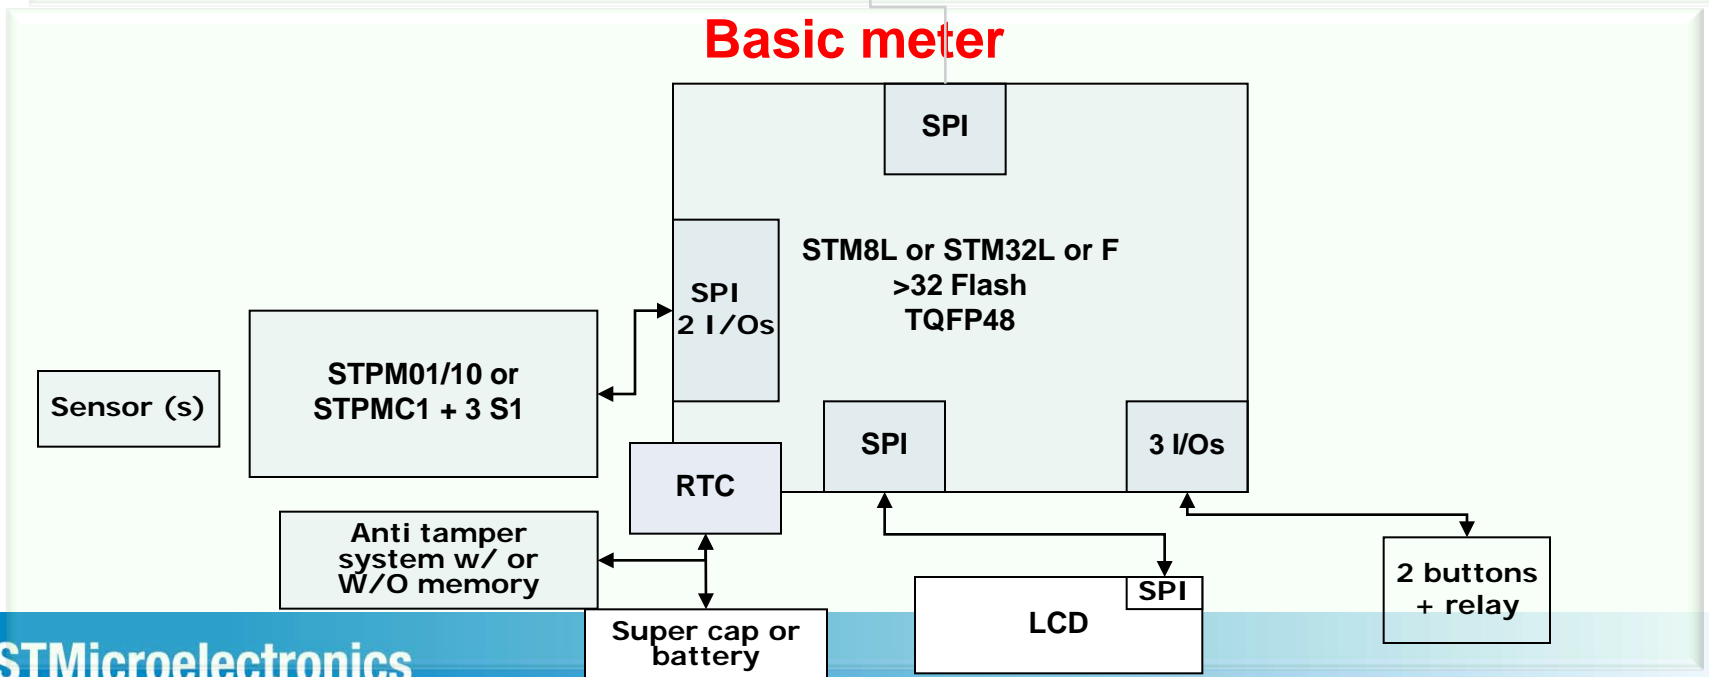 Basic meter
SPI
STM8L or STM32L or F
>32 Flash
TQFP48
SPI
2 I/Os
STPM01/10 or
STPMC1 + 3 S1
Sensor (s)
SPI
3 I/Os
RTC
Anti tamper
system w/ or
W/O memory
2 buttons
+ relay
SPI
LCD
Super cap or
battery
STMicroelectronics